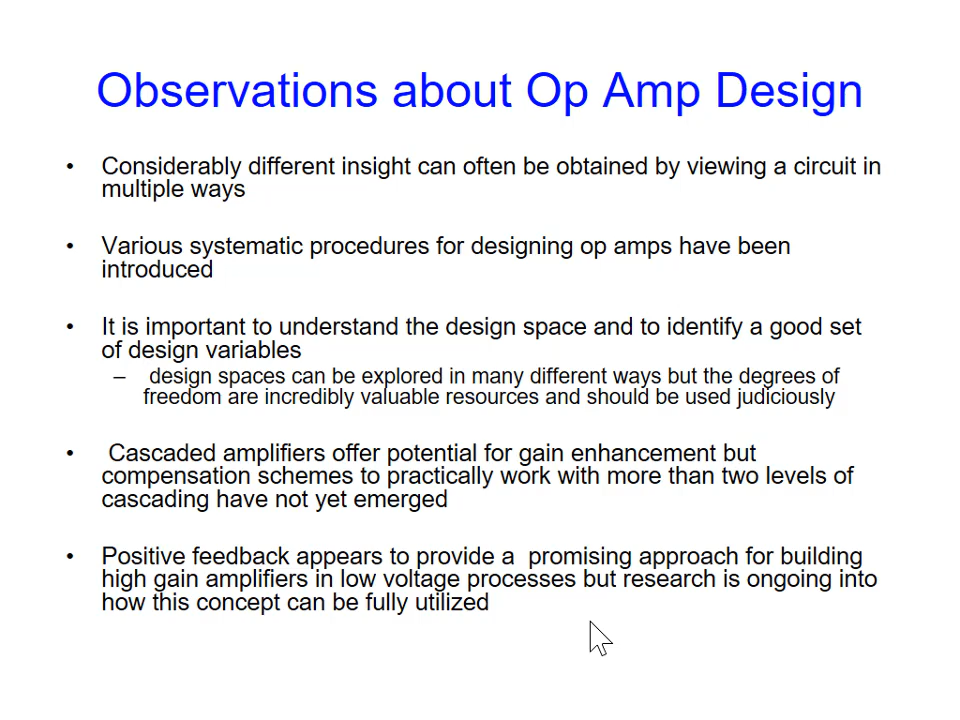 Observations about Op Amp Design
• Considerably different insight can often be obtained by viewing a circuit in
multiple ways
• Various systematic procedures for designing op amps have been
introduced
• It is important to understand the design space and to identify a good set
of design variables
– design spaces can be explored in many different ways but the degrees of
freedom are incredibly valuable resources and should be used judiciously
• Cascaded amplifiers offer potential for gain enhancement but
compensation schemes to practically work with more than two levels of
cascading have not yet emerged
• Positive feedback appears to provide a promising approach for building
high gain amplifiers in low voltage processes but research is ongoing into
how this concept can be fully utilized